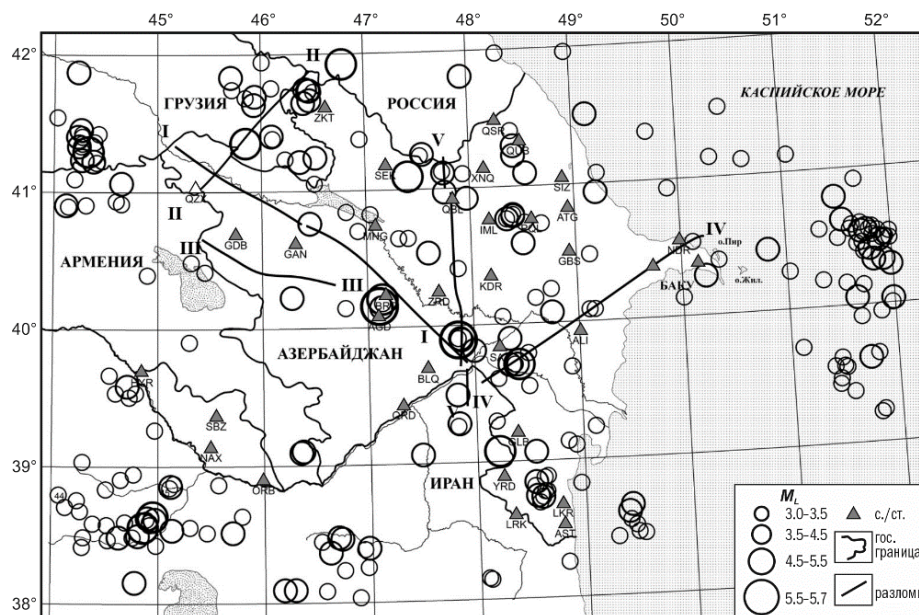 45° 46° 47° 48° 49° 50° 51° 52°
42°
II
ГРУЗИЯ
ZKT
РОССИЯ
КАСПИЙСКОЕ МОРЕ
I
V
QSR
QUB
SEK
XNQ
SIZ
41°
QZX
QBL
II
IML
ATG
MNG
GDB
GAN
III
IV
о.Пир
NDR
GBS
АРМЕНИЯ
KDR
БАКУ
о.Жил.
III
BRD
ZRD
AGD
40°
I
ALI
АЗЕРБАЙДЖАН
BLQ
IV
V
QRD
SBZ
NAX
39°
ИРАН
YRD
ORB
LRK
LKR
AST
44
38°
M_L
3.0–3.5
3.5–4.5
4.5–5.5
5.5–5.7
с./ст.
гос.
граница